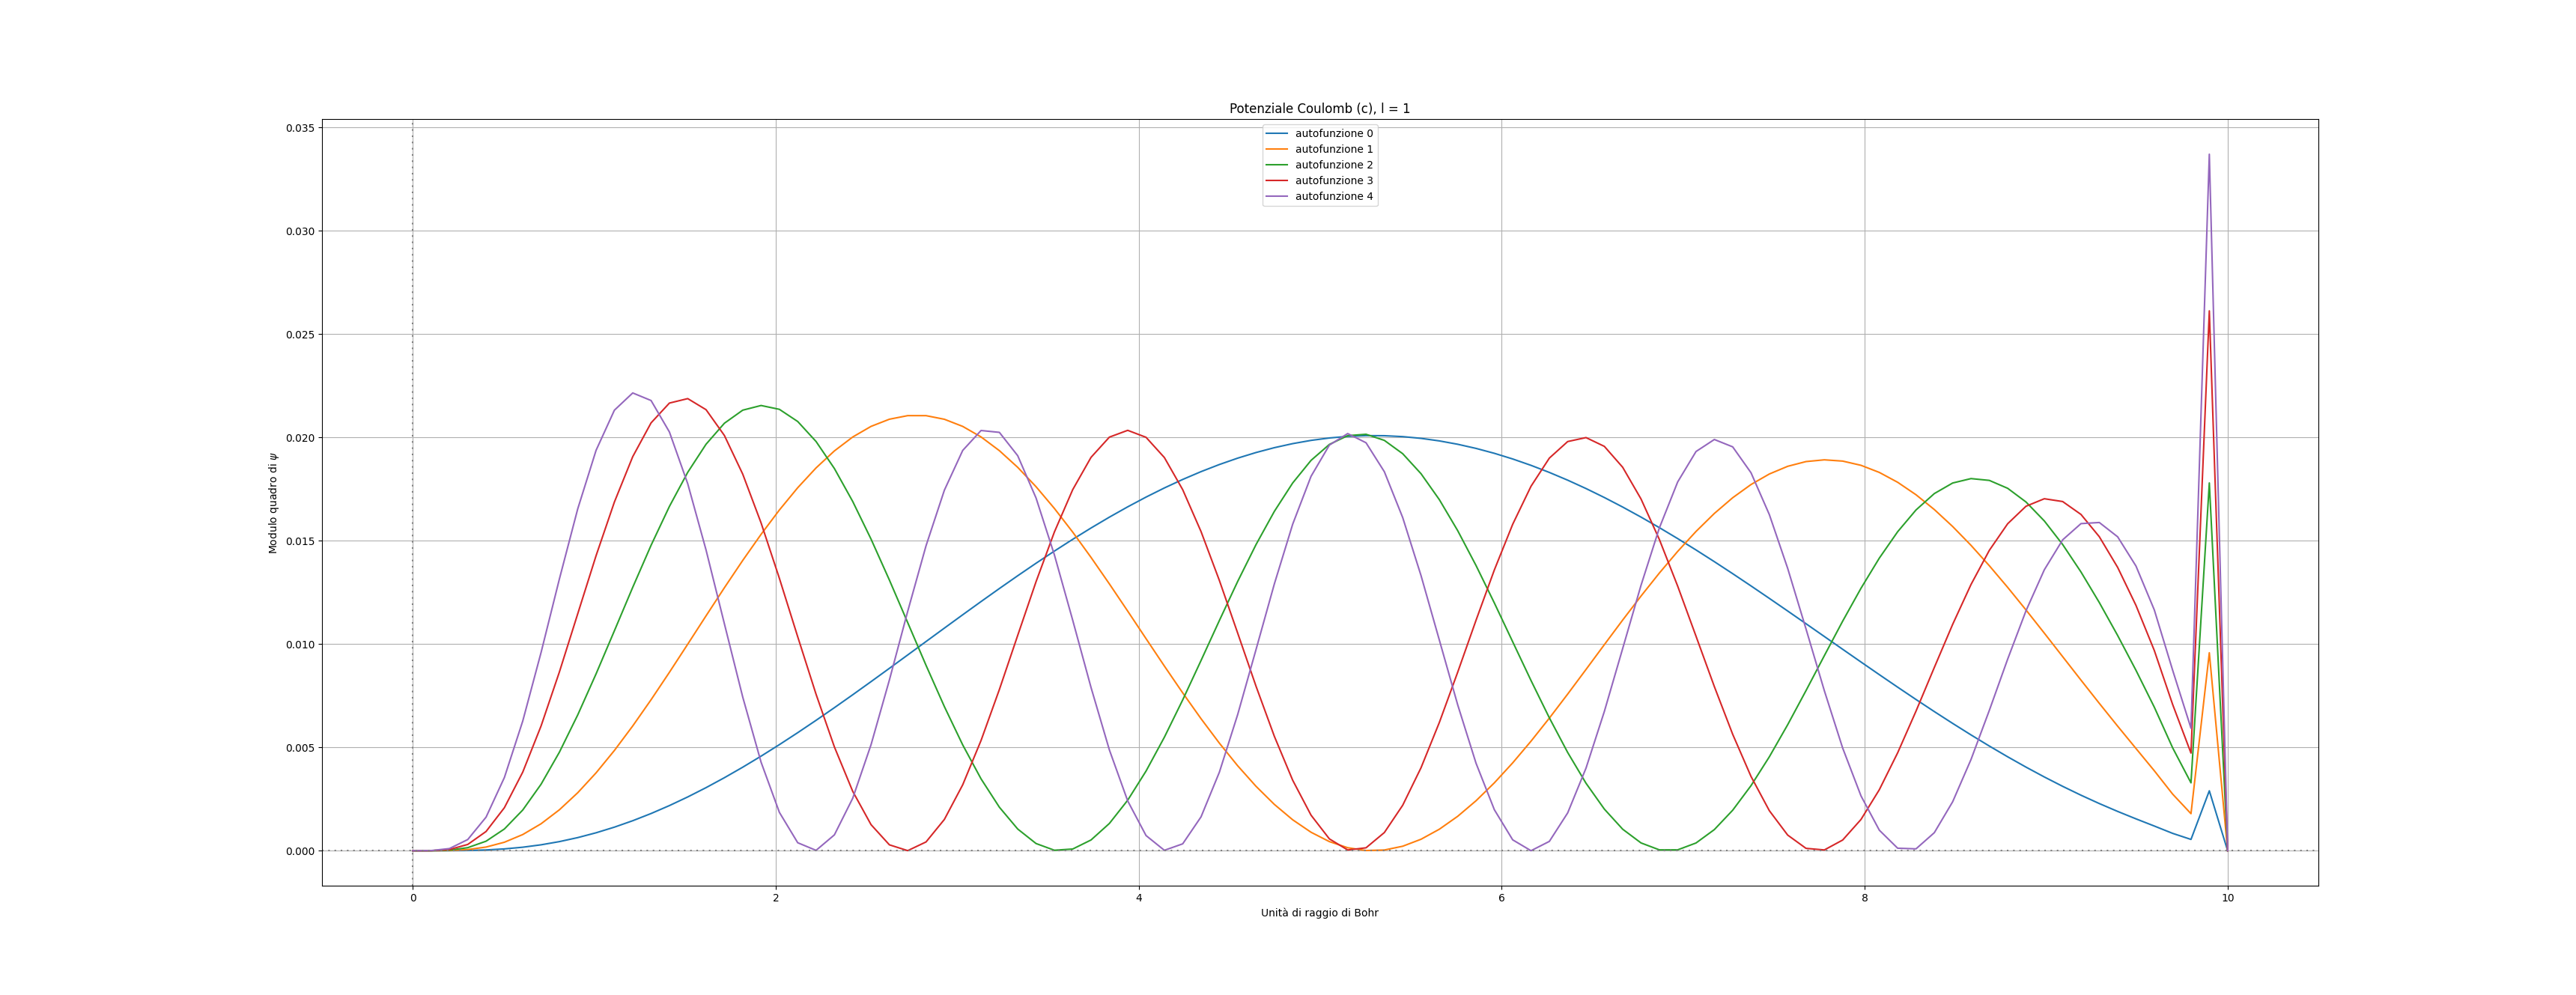 Potenziale Coulomb (c), l = 1
autofunzione 0
autofunzione 1
autofunzione 2
autofunzione 3
autofunzione 4
Modulo quadro di ψ
0.035
0.030
0.025
0.020
0.015
0.010
0.005
0.000
0 2 4 6 8 10
Unità di raggio di Bohr